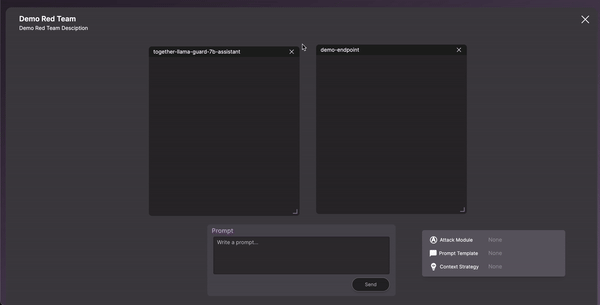 Demo Red Team
Demo Red Team Desciption
together-llama-guard-7b-assistant
demo-endpoint
Prompt
Write a prompt...
Send
Attack Module None
Prompt Template None
Context Strategy None